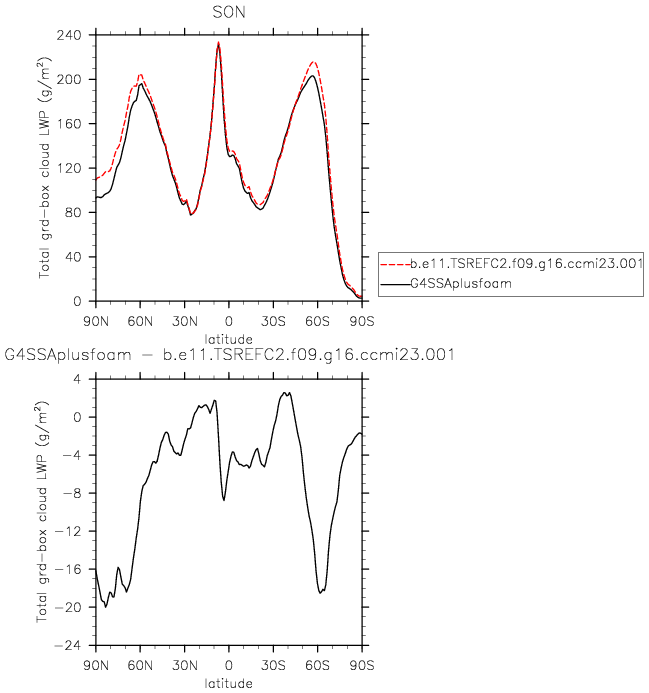 SON
Total grd-box cloud LWP (g/m²)
240
200
160
120
80
40
0
90N 60N 30N 0 30S 60S 90S
latitude
b.e11.TSREFC2.f09.g16.ccmi23.001
G4SSAplusfoam
G4SSAplusfoam - b.e11.TSREFC2.f09.g16.ccmi23.001
Total grd-box cloud LWP (g/m²)
4
0
-4
-8
-12
-16
-20
-24
90N 60N 30N 0 30S 60S 90S
latitude